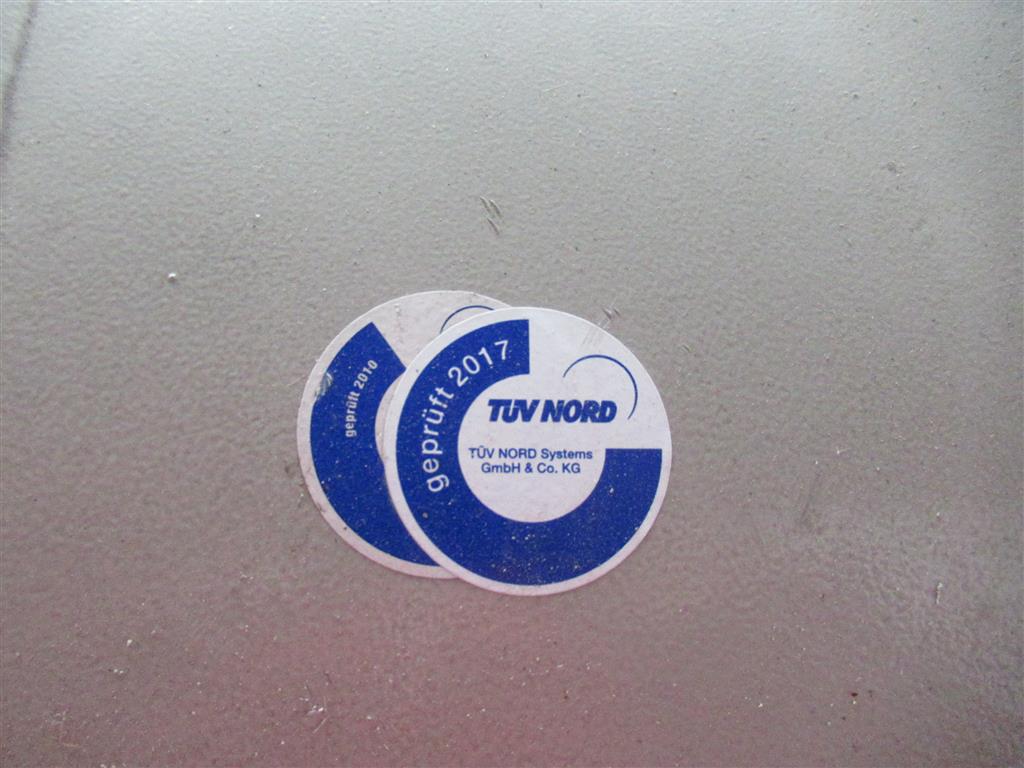 geprüft 2010
geprüft 2017
TÜV NORD
TÜV NORD Systems
GmbH & Co. KG